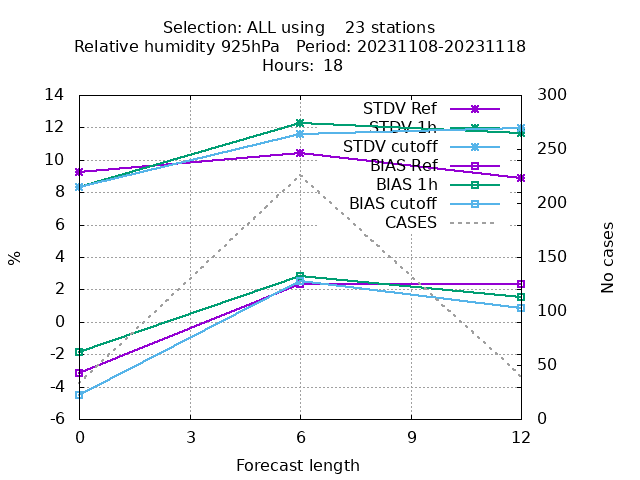 Selection: ALL using    23 stations
Relative humidity 925hPa   Period: 20231108-20231118
Hours: 18
STDV Ref
STDV 1h
STDV cutoff
BIAS Ref
BIAS 1h
BIAS cutoff
CASES
14
12
10
8
6
4
2
0
-2
-4
-6
%
300
250
200
150
100
50
0
No cases
0 3 6 9 12
Forecast length